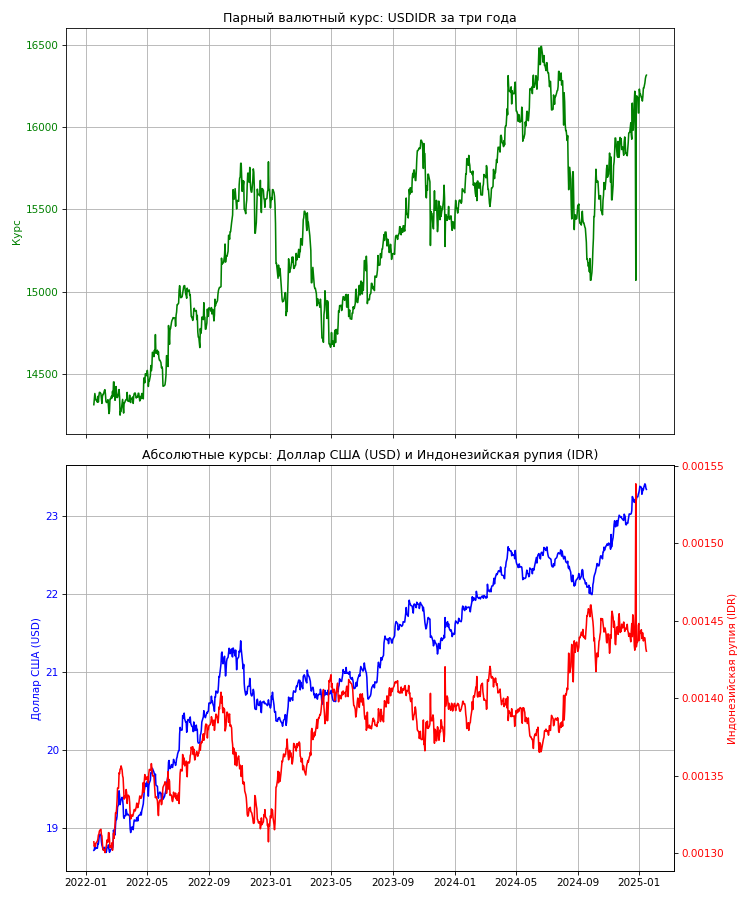 Парный валютный курс: USDIDR за три года
16500
16000
15500
15000
14500
Курс
Абсолютные курсы: Доллар США (USD) и Индонезийская рупия (IDR)
23
22
21
20
19
Доллар США (USD)
0.00155
0.00150
0.00145
0.00140
0.00135
0.00130
Индонезийская рупия (IDR)
2022-01 2022-05 2022-09 2023-01 2023-05 2023-09 2024-01 2024-05 2024-09 2025-01